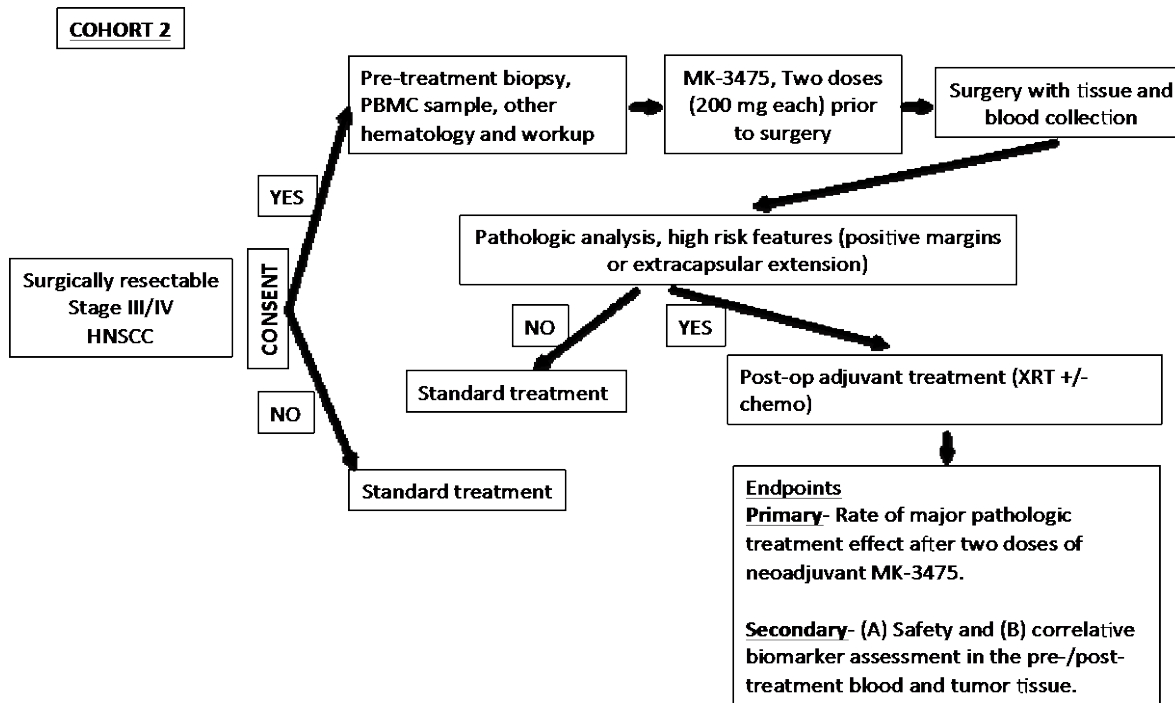 COHORT 2
Pre-treatment biopsy,
PBMC sample, other
hematology and workup
MK-3475, Two doses
(200 mg each) prior
to surgery
Surgery with tissue and
blood collection
YES
Pathologic analysis, high risk features (positive margins
or extracapsular extension)
Surgically resectable
Stage III/IV
HNSCC
CONSENT
NO
YES
Standard treatment
Post-op adjuvant treatment (XRT +/-
chemo)
NO
Standard treatment
Endpoints
Primary- Rate of major pathologic
treatment effect after two doses of
neoadjuvant MK-3475.
Secondary- (A) Safety and (B) correlative
biomarker assessment in the pre-/post-
treatment blood and tumor tissue.